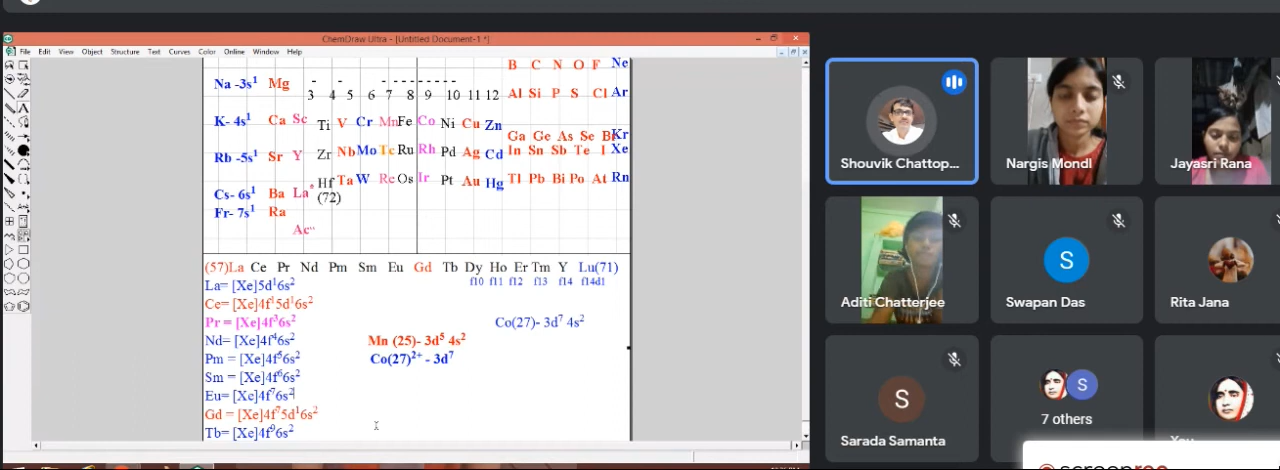 ChemDraw Ultra - [Untitled Document-1 *]
File Edit View Object Structure Text Curves Color Online Window Help
B C N O F Ne
Na -3s¹ Mg
3 4 5 6 7 8 9 10 11 12 Al Si P S Cl Ar
K- 4s¹ Ca Sc Ti V Cr Mn Fe Co Ni Cu Zn
Ga Ge As Se Br Kr
Rb -5s¹ Sr Y Zr Nb Mo Tc Ru Rh Pd Ag Cd In Sn Sb Te I Xe
Cs- 6s¹ Ba La* Hf Ta W Re Os Ir Pt Au Hg Tl Pb Bi Po At Rn
(72)
Fr- 7s¹ Ra
Ac
(57)La Ce Pr Nd Pm Sm Eu Gd Tb Dy Ho Er Tm Y Lu(71)
f10 f11 f12 f13 f14 f14d1
La= [Xe]5d¹6s²
Ce= [Xe]4f¹5d¹6s²
Pr = [Xe]4f³6s²
Co(27)- 3d⁷ 4s²
Nd= [Xe]4f⁴6s²
Mn (25)- 3d⁵ 4s²
Pm = [Xe]4f⁵6s²
Co(27)²⁺ - 3d⁷
Sm = [Xe]4f⁶6s²
Eu= [Xe]4f⁷6s²
Gd = [Xe]4f⁷5d¹6s²
Tb= [Xe]4f⁹6s²
Shouvik Chattop...
Nargis Mondl
Jayasri Rana
Aditi Chatterjee
S
Swapan Das
Rita Jana
S
Sarada Samanta
S
7 others
You